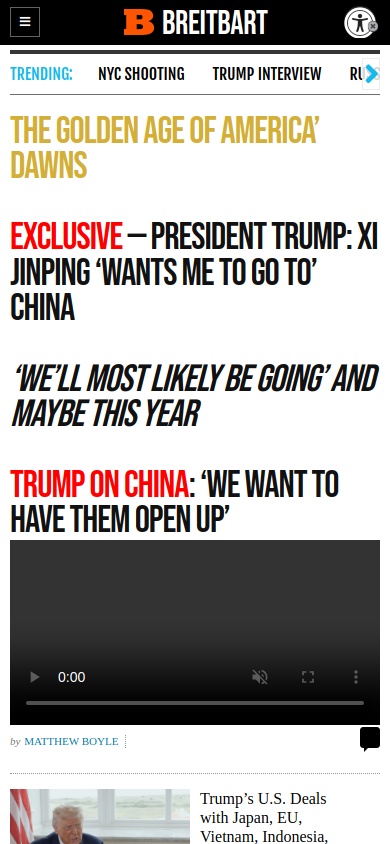 BREITBART
TRENDING:
NYC SHOOTING
TRUMP INTERVIEW
RU
THE GOLDEN AGE OF AMERICA’
DAWNS
EXCLUSIVE — PRESIDENT TRUMP: XI
JINPING ‘WANTS ME TO GO TO’
CHINA
‘WE’LL MOST LIKELY BE GOING’ AND
MAYBE THIS YEAR
TRUMP ON CHINA: ‘WE WANT TO
HAVE THEM OPEN UP’
0:00
by MATTHEW BOYLE
Trump’s U.S. Deals
with Japan, EU,
Vietnam, Indonesia,